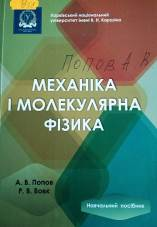 Харківський національний
університет імені В. Н. Каразіна
Попов А В
МЕХАНІКА
І МОЛЕКУЛЯРНА
ФІЗИКА
А. В. Попов
Р. В. Вовк
Навчальний посібник